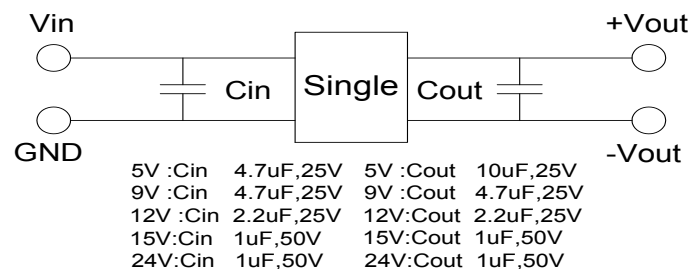 Vin +Vout
Cin Single Cout
GND -Vout
5V :Cin 4.7uF,25V 5V :Cout 10uF,25V
9V :Cin 4.7uF,25V 9V :Cout 4.7uF,25V
12V :Cin 2.2uF,25V 12V:Cout 2.2uF,25V
15V:Cin 1uF,50V 15V:Cout 1uF,50V
24V:Cin 1uF,50V 24V:Cout 1uF,50V